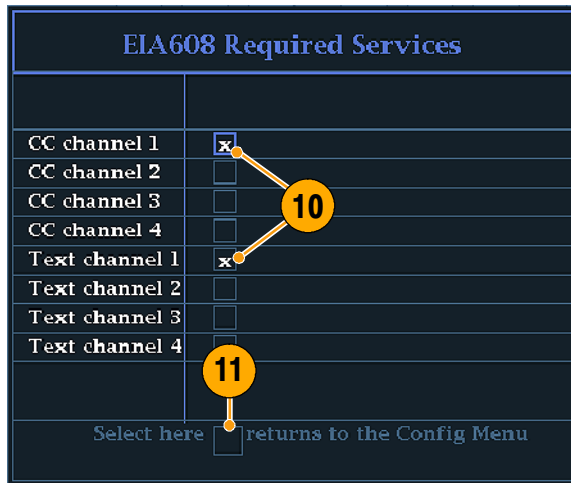 EIA608 Required Services
CC channel 1 x
CC channel 2
CC channel 3
CC channel 4
10
Text channel 1 x
Text channel 2
Text channel 3
Text channel 4
11
Select here returns to the Config Menu